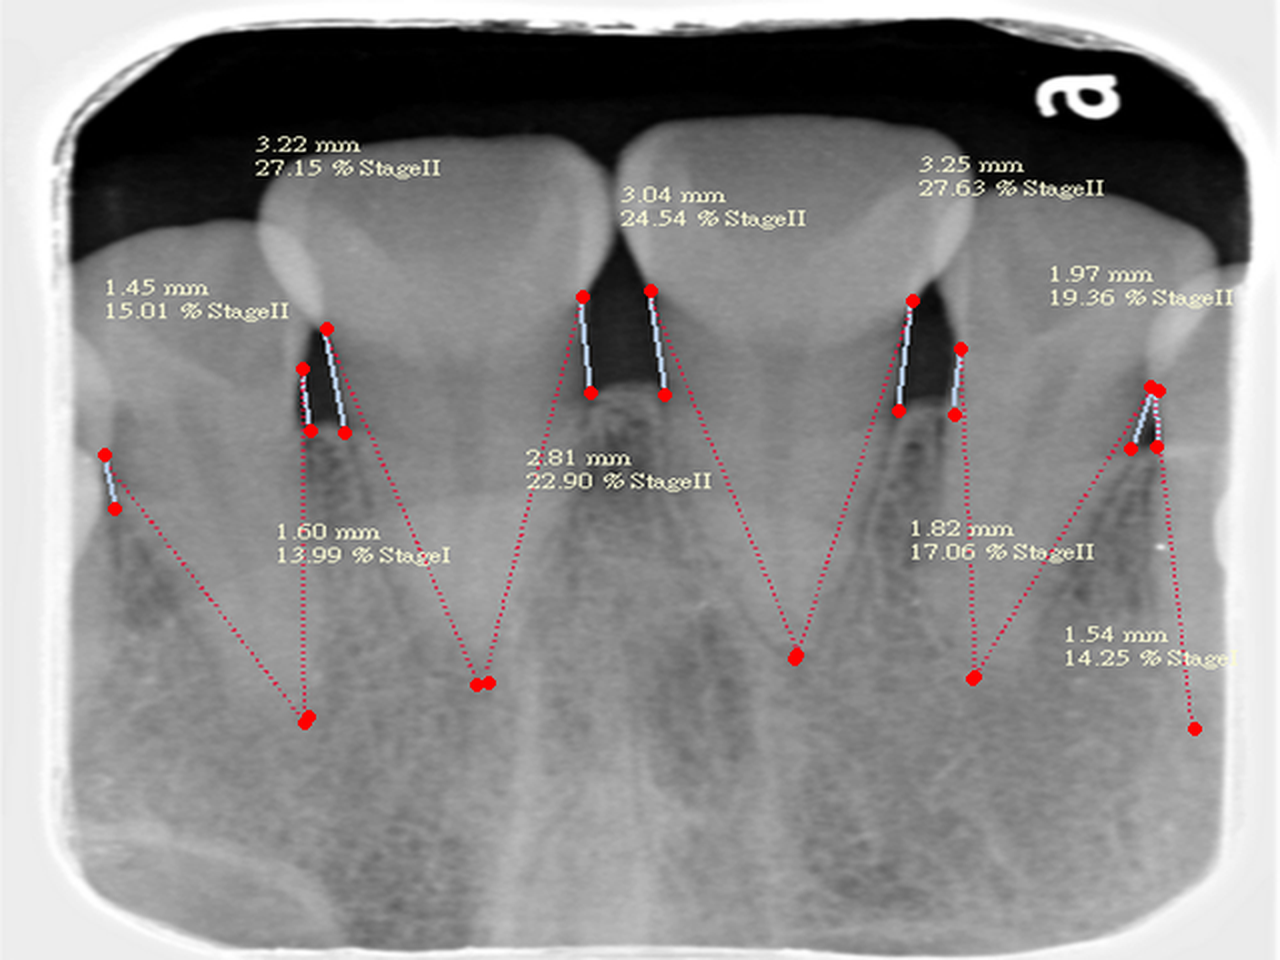 a
3.22 mm
27.15 % StageII
3.04 mm
24.54 % StageII
3.25 mm
27.63 % StageII
1.45 mm
15.01 % StageII
1.97 mm
19.36 % StageII
2.81 mm
22.90 % StageII
1.60 mm
13.99 % StageI
1.82 mm
17.06 % StageII
1.54 mm
14.25 % StageI